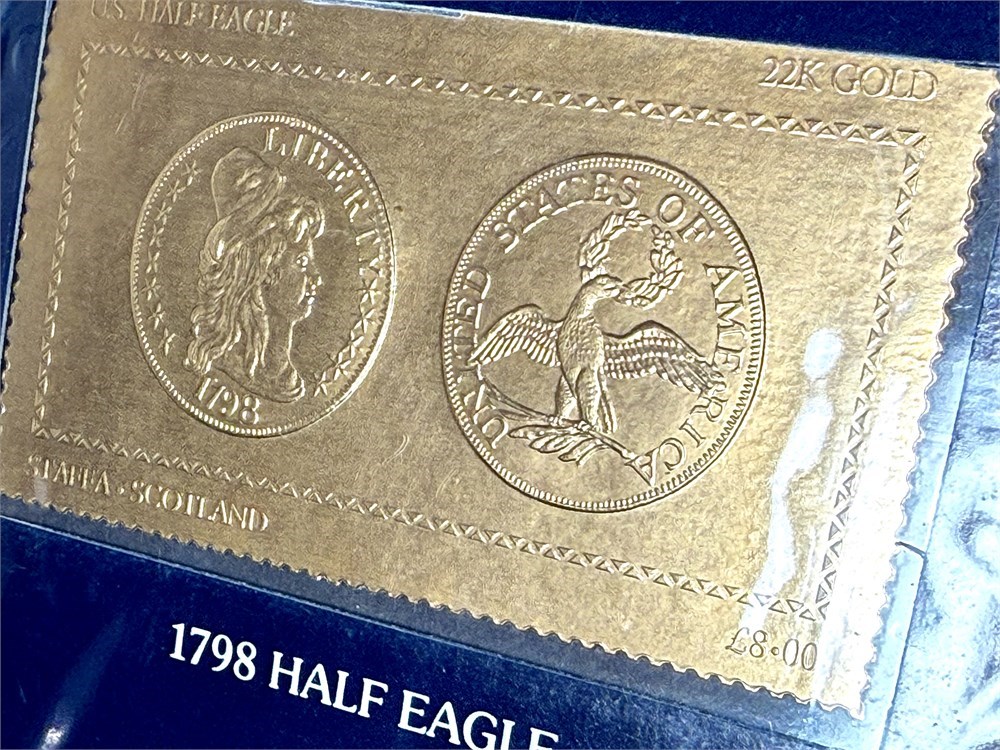 U.S. HALF EAGLE
22K GOLD
LIBERTY
1798
UNITED STATES OF AMERICA
STAFFA · SCOTLAND
£8·00
1798 HALF EAGLE